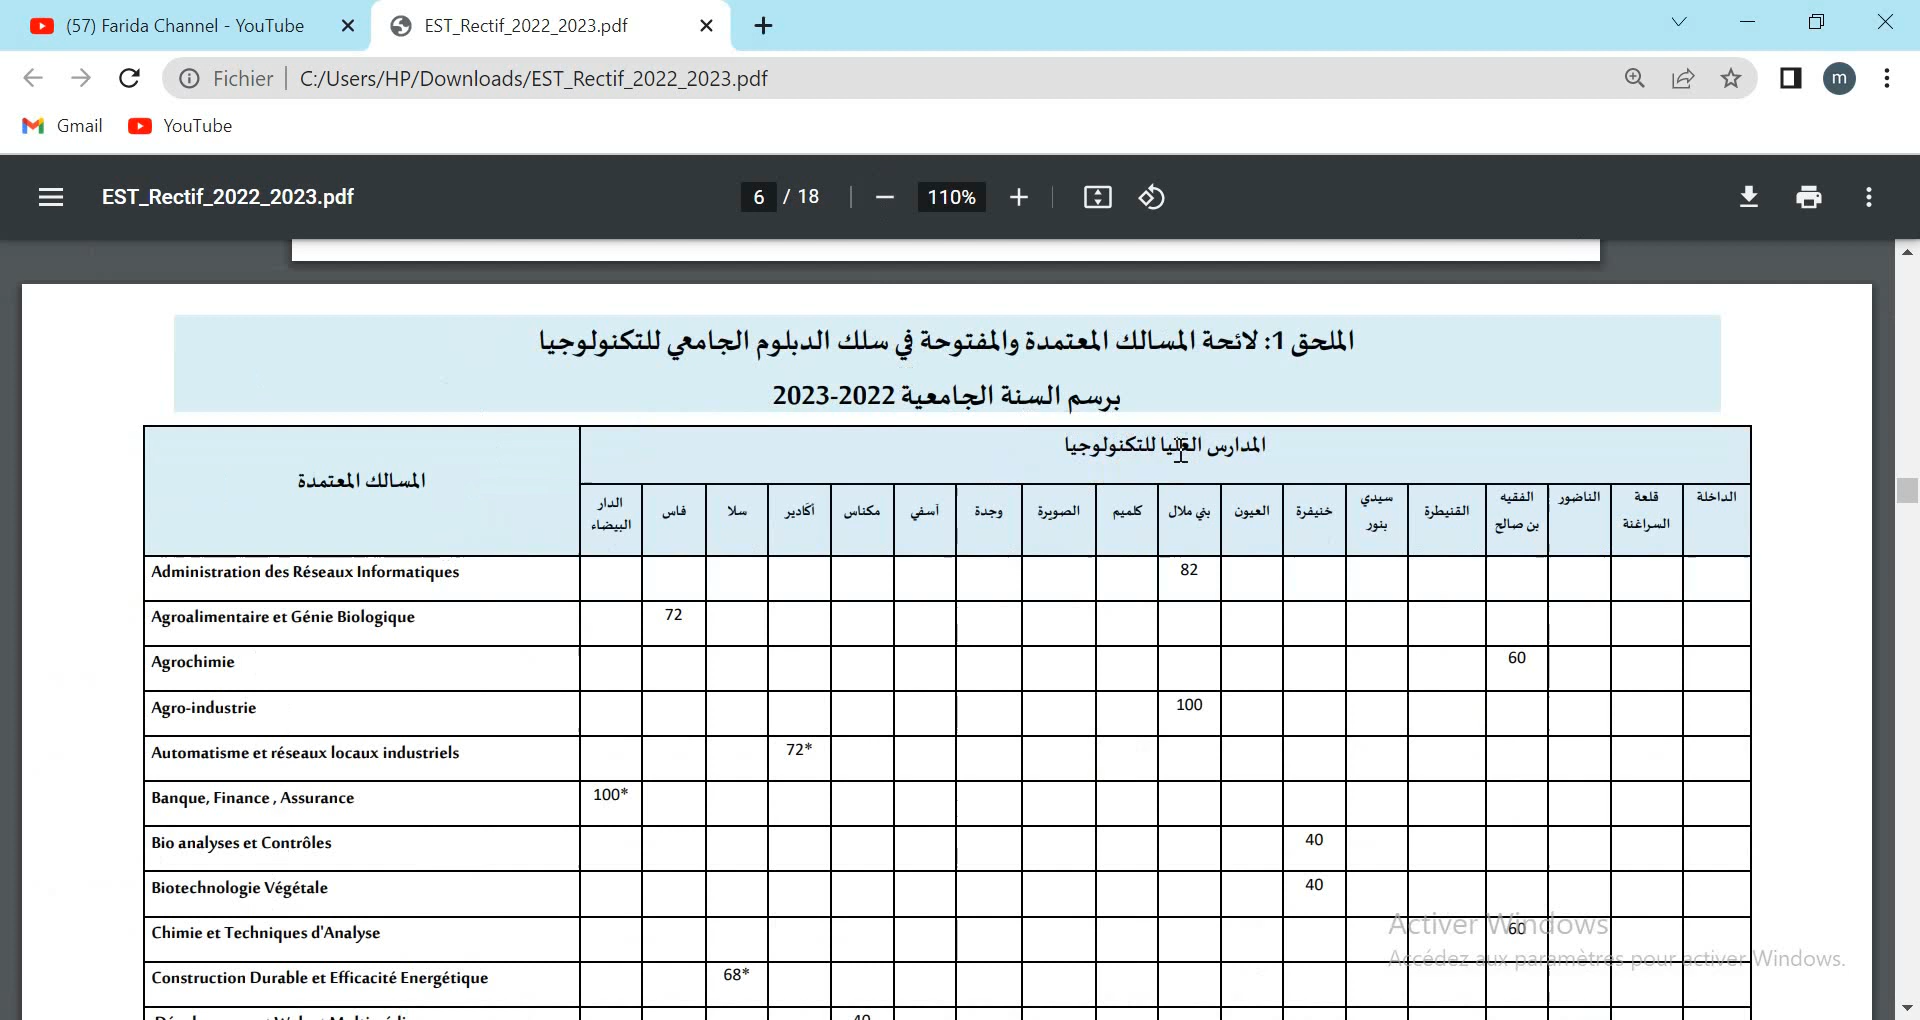 (57) Farida Channel - YouTube
EST_Rectif_2022_2023.pdf
Fichier C:/Users/HP/Downloads/EST_Rectif_2022_2023.pdf
m
Gmail YouTube
EST_Rectif_2022_2023.pdf 6 / 18 110%
الملحق 1: لائحة المسالك المعتمدة والمفتوحة في سلك الدبلوم الجامعي للتكنولوجيا
برسم السنة الجامعية 2022-2023
المسالك المعتمدة
المدارس العليا للتكنولوجيا
الدار البيضاء فاس سلا أكادير مكناس أسفي وجدة الصويرة كلميم بني ملال العيون خنيفرة سيدي بنور القنيطرة الفقيه بن صالح الناضور قلعة السراغنة الداخلة
Administration des Réseaux Informatiques 82
Agroalimentaire et Génie Biologique 72
Agrochimie 60
Agro-industrie 100
Automatisme et réseaux locaux industriels 72*
Banque, Finance , Assurance 100*
Bio analyses et Contrôles 40
Biotechnologie Végétale 40
Chimie et Techniques d'Analyse 60
Construction Durable et Efficacité Energétique 68*
Activer Windows
Accédez aux paramètres pour activer Windows.